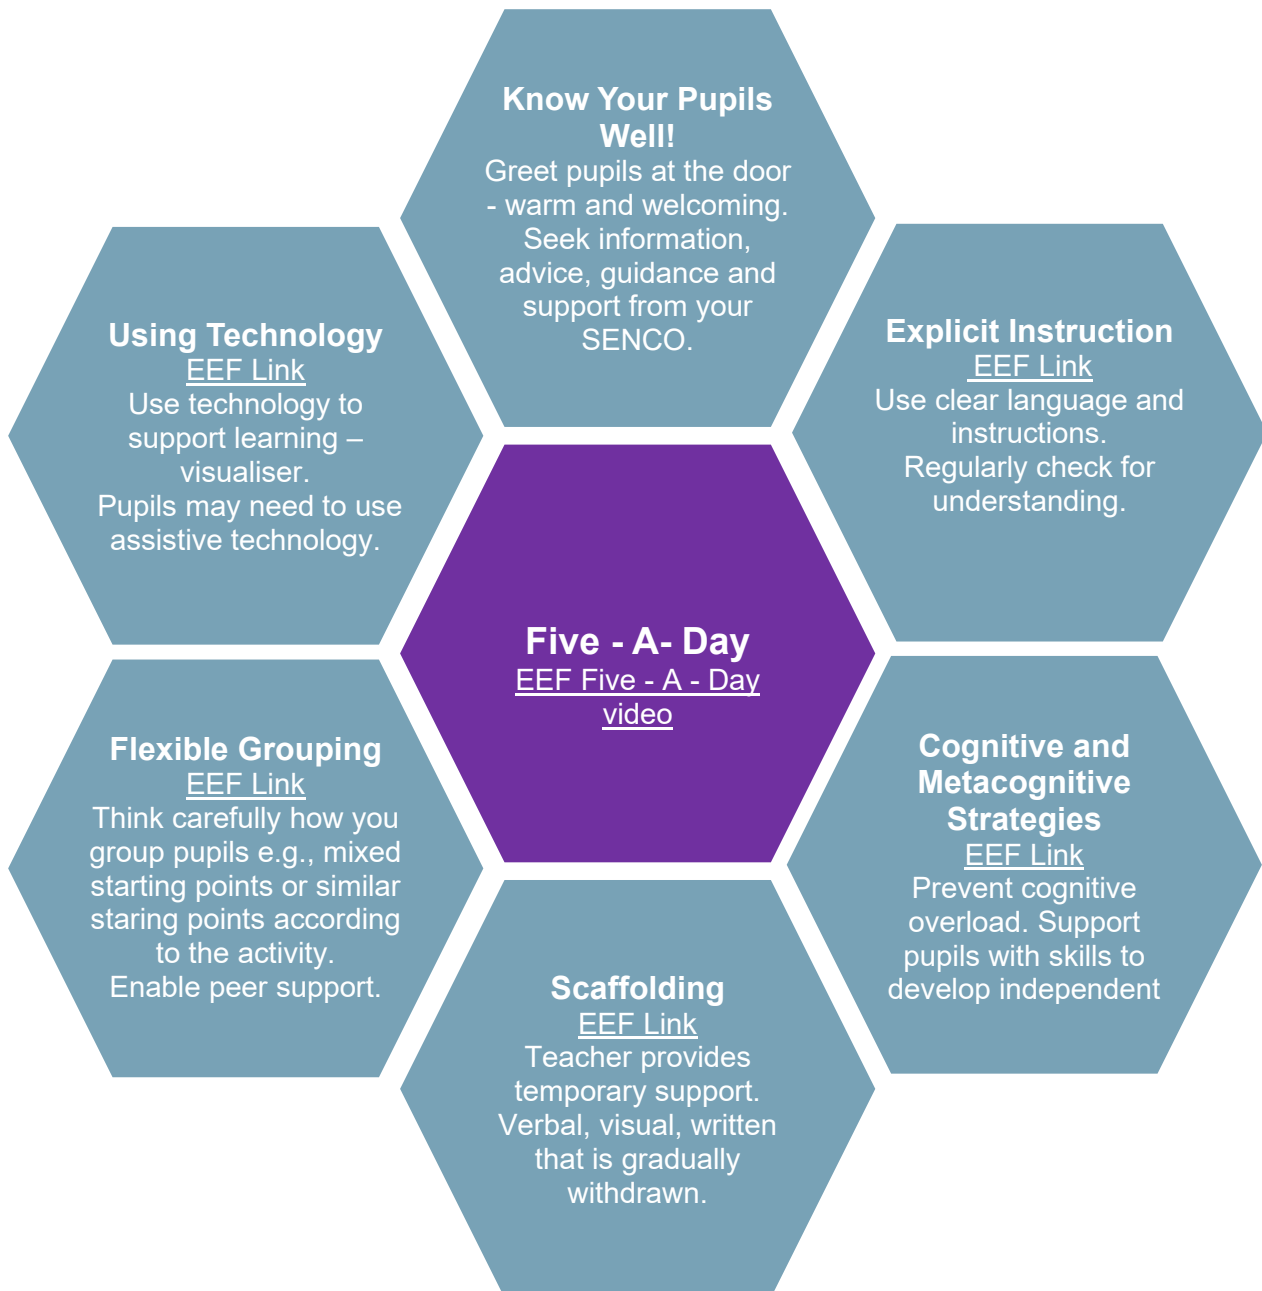 Know Your Pupils
Well!
Greet pupils at the door
- warm and welcoming.
Seek information,
advice, guidance and
support from your
SENCO.
Using Technology
EEF Link
Use technology to
support learning –
visualiser.
Pupils may need to use
assistive technology.
Explicit Instruction
EEF Link
Use clear language and
instructions.
Regularly check for
understanding.
Five - A- Day
EEF Five - A - Day
video
Flexible Grouping
EEF Link
Think carefully how you
group pupils e.g., mixed
starting points or similar
staring points according
to the activity.
Enable peer support.
Cognitive and
Metacognitive
Strategies
EEF Link
Prevent cognitive
overload. Support
pupils with skills to
develop independent
Scaffolding
EEF Link
Teacher provides
temporary support.
Verbal, visual, written
that is gradually
withdrawn.